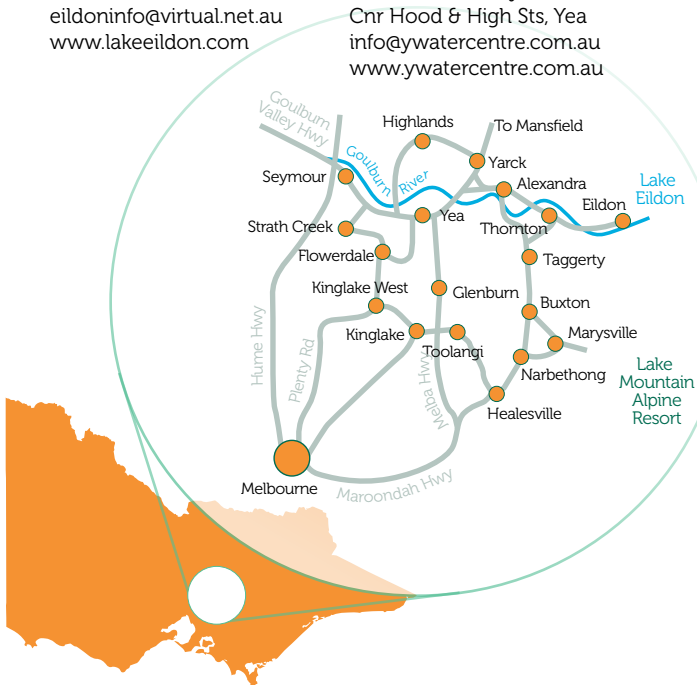 eildoninfo@virtual.net.au
www.lakeeildon.com
Cnr Hood & High Sts, Yea
info@ywatercentre.com.au
www.ywatercentre.com.au
Goulburn
Valley Hwy
Highlands
To Mansfield
Goulburn River
Yarck
Seymour
Alexandra
Lake
Eildon
Eildon
Yea
Thornton
Strath Creek
Flowerdale
Taggerty
Kinglake West
Glenburn
Buxton
Hume Hwy
Plenty Rd
Kinglake
Toolangi
Marysville
Melba Hwy
Narbethong
Lake
Mountain
Alpine
Resort
Healesville
Melbourne
Maroondah Hwy